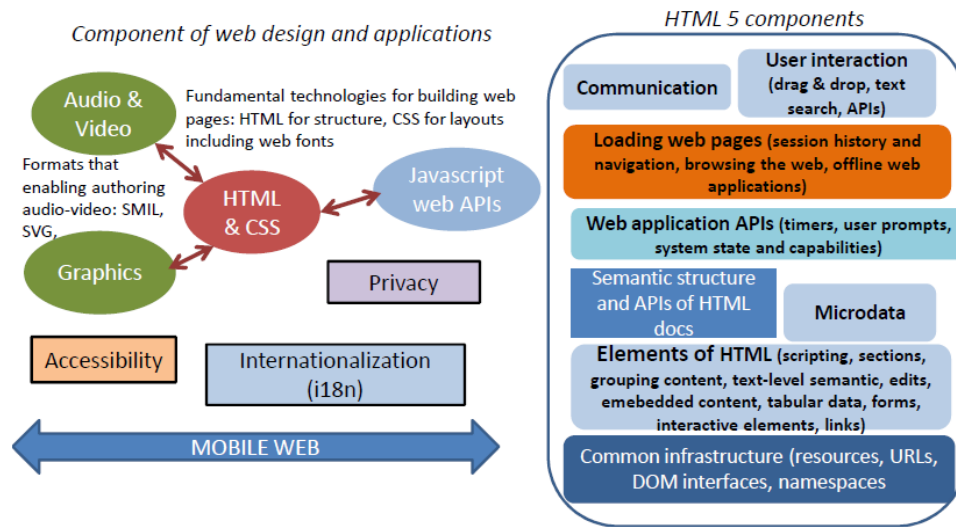 Component of web design and applications
Audio &
Video
Fundamental technologies for building web
pages: HTML for structure, CSS for layouts
including web fonts
Formats that
enabling authoring
audio-video: SMIL,
SVG,
HTML
& CSS
Javascript
web APIs
Graphics
Privacy
Accessibility
Internationalization
(i18n)
MOBILE WEB
HTML 5 components
Communication
User interaction
(drag & drop, text
search, APIs)
Loading web pages (session history and
navigation, browsing the web, offline web
applications)
Web application APIs (timers, user prompts,
system state and capabilities)
Semantic structure
and APIs of HTML
docs
Microdata
Elements of HTML (scripting, sections,
grouping content, text-level semantic, edits,
emebedded content, tabular data, forms,
interactive elements, links)
Common infrastructure (resources, URLs,
DOM interfaces, namespaces